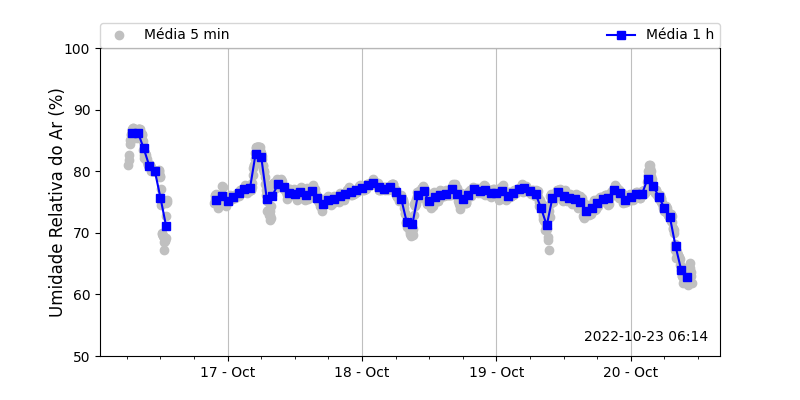 Média 5 min
Média 1 h
Umidade Relativa do Ar (%)
100
90
80
70
60
50
2022-10-23 06:14
17 - Oct
18 - Oct
19 - Oct
20 - Oct